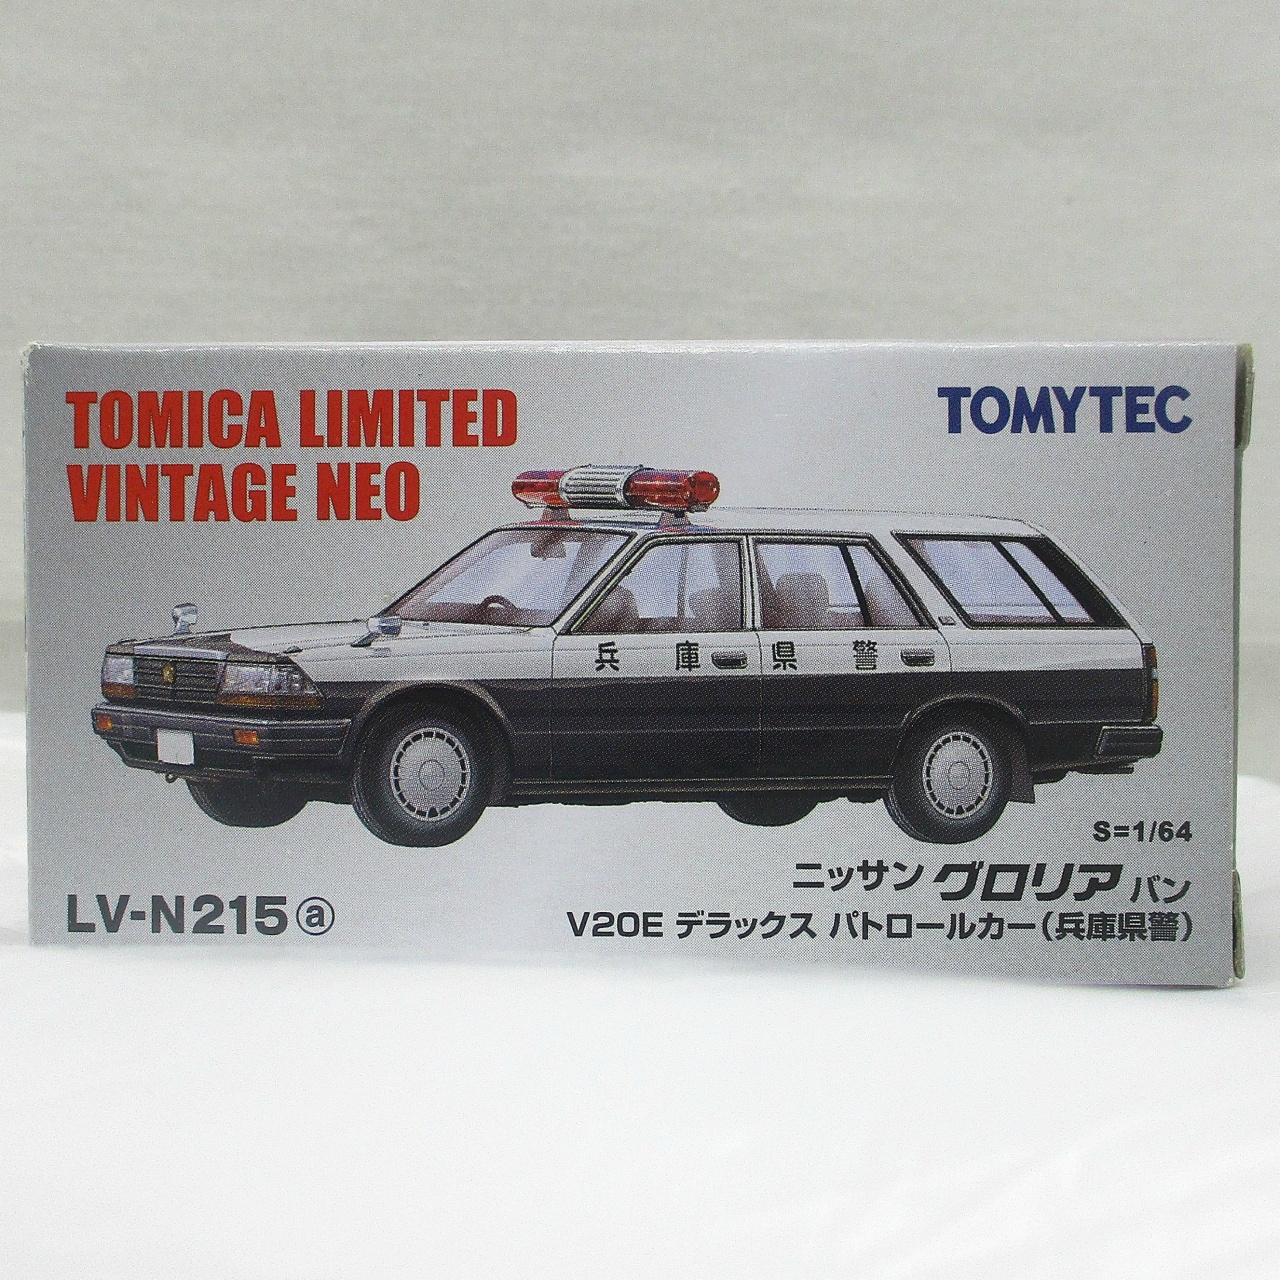 TOMICA LIMITED
VINTAGE NEO
TOMYTEC
兵庫県警
S=1/64
LV-N215ⓐ
ニッサン グロリア バン
V20E デラックス パトロールカー(兵庫県警)